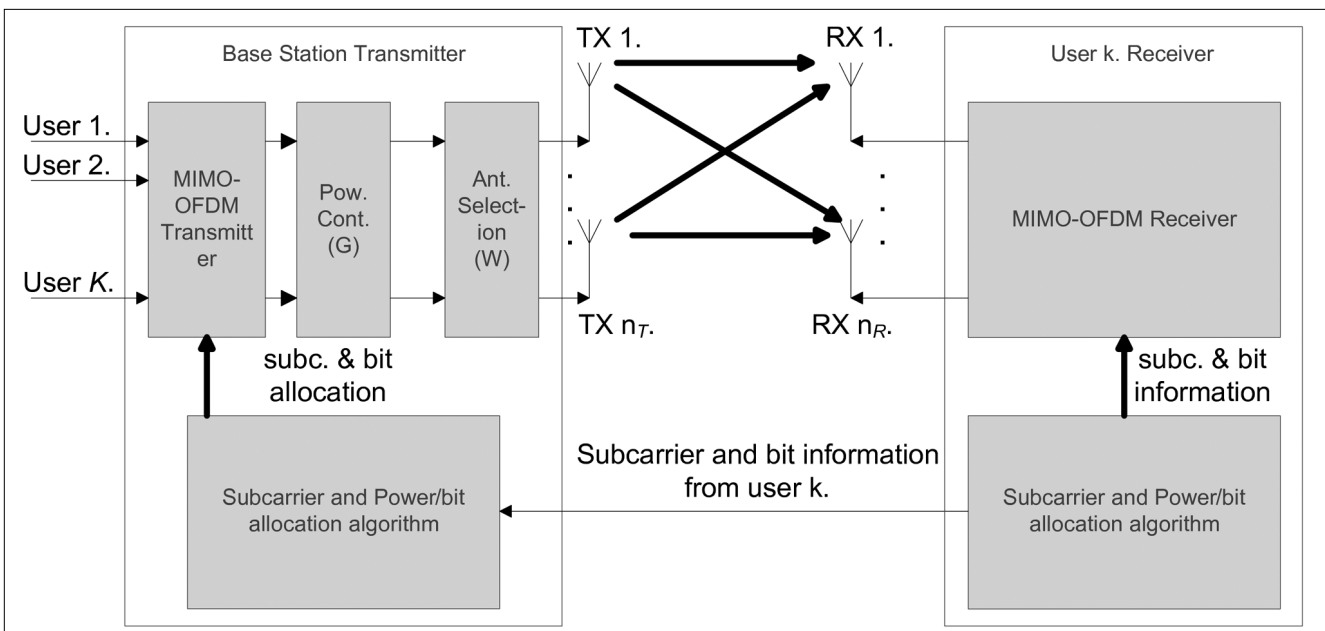 Base Station Transmitter
TX 1.
RX 1.
User k. Receiver
User 1.
User 2.
User K.
MIMO-
OFDM
Transmitt
er
Pow.
Cont.
(G)
Ant.
Select-
ion
(W)
MIMO-OFDM Receiver
TX nT.
RX nR.
subc. & bit
allocation
subc. & bit
information
Subcarrier and Power/bit
allocation algorithm
Subcarrier and bit information
from user k.
Subcarrier and Power/bit
allocation algorithm